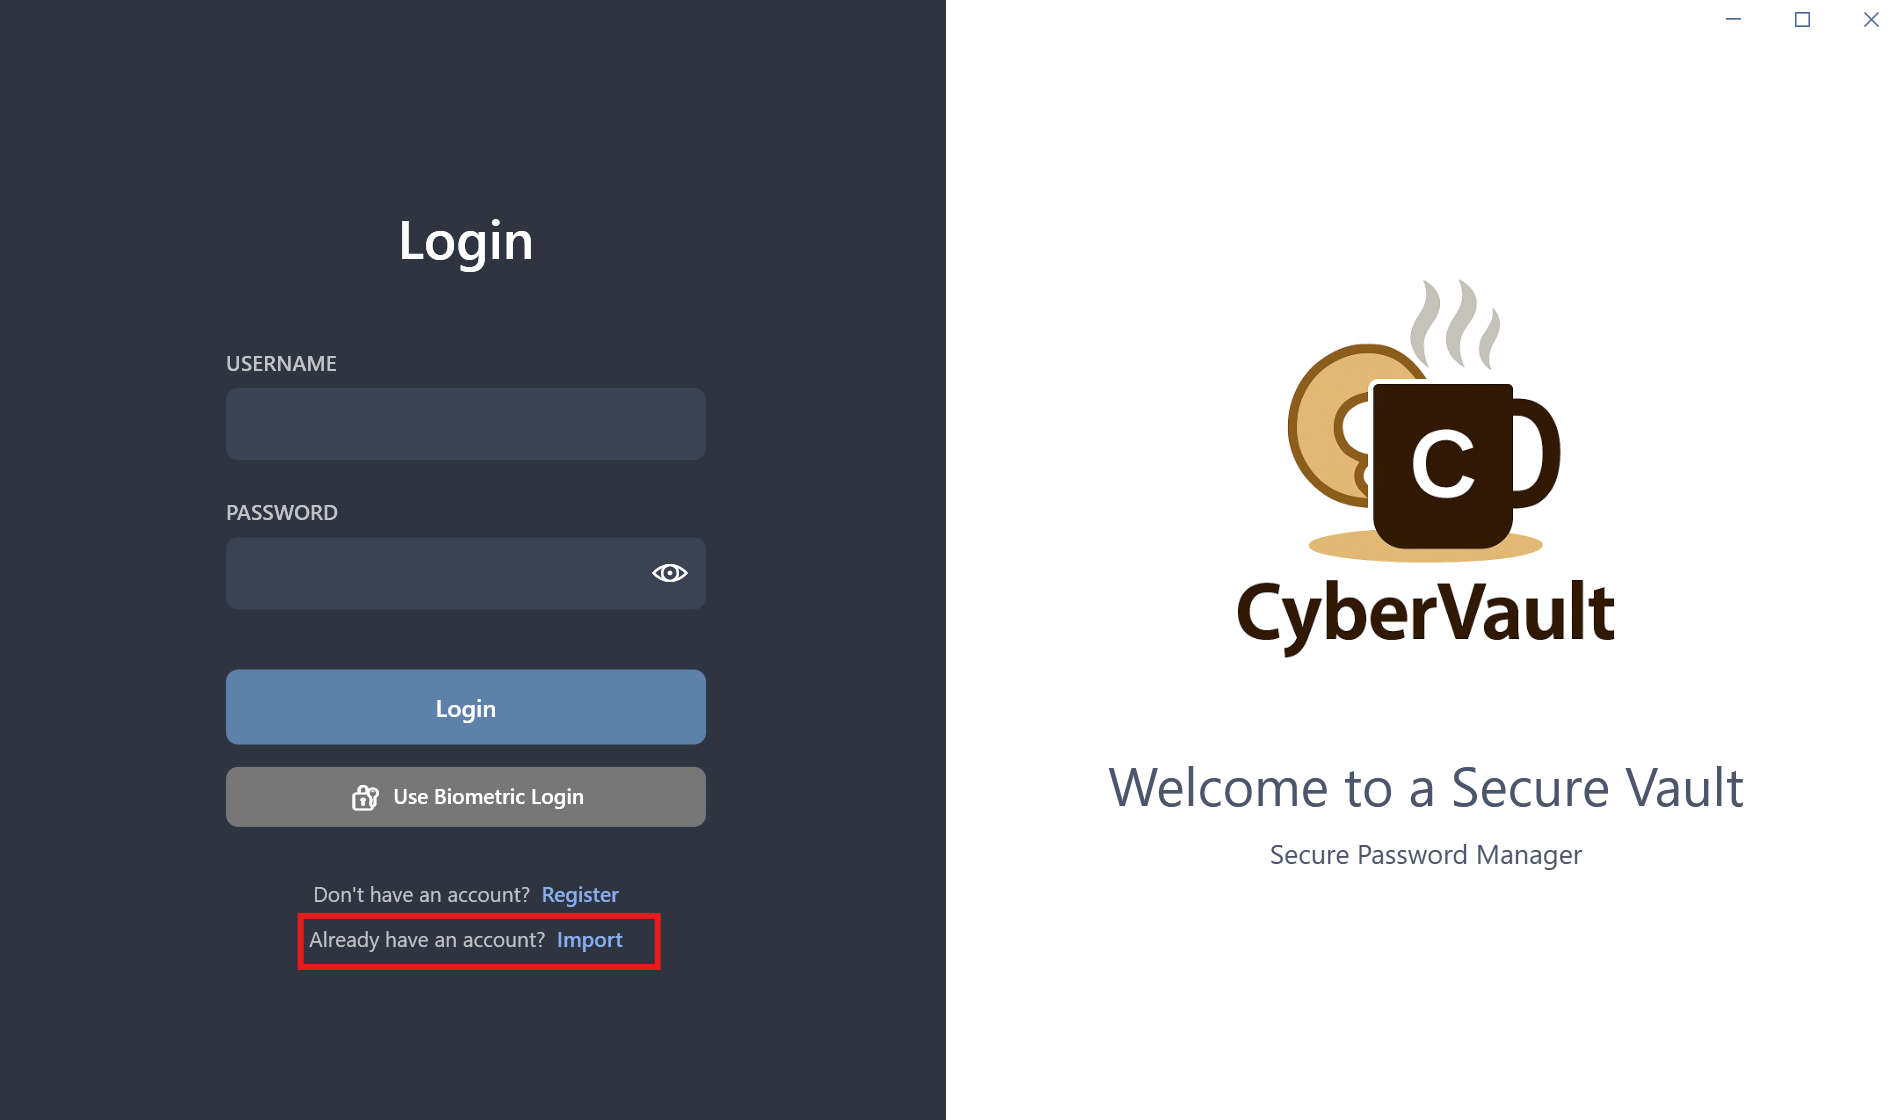 Login
USERNAME
PASSWORD
Login
Use Biometric Login
Don't have an account? Register
Already have an account? Import
C
CyberVault
Welcome to a Secure Vault
Secure Password Manager